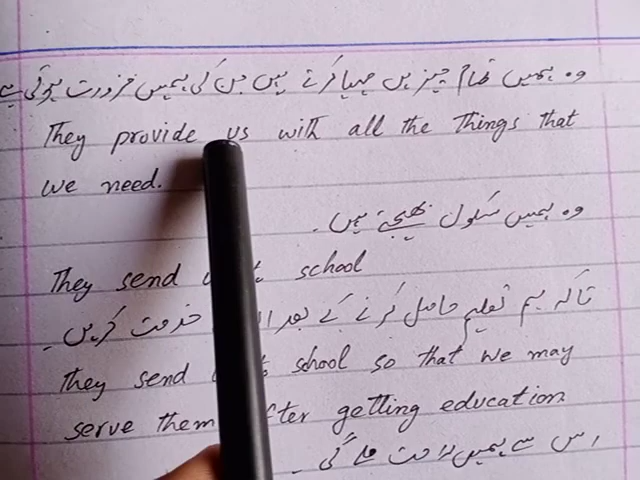 وہ ہمیں تمام چیزیں مہیا کرتے ہیں جن کی ہمیں ضرورت ہوتی ہے
They provide us with all the things that
we need.
وہ ہمیں سکول بھیجتے ہیں۔
They send school
تاکہ ہم تعلیم حاصل کرنے کے بعد خدمت کریں۔
They send school so that we may
serve them after getting education
اس سے ہمیں راحت ملے گی۔